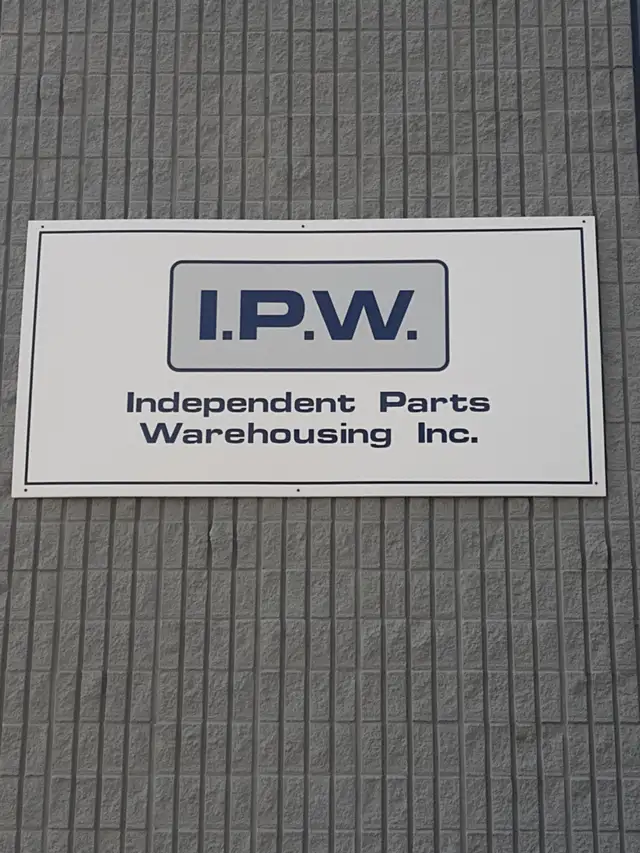 I.P.W.
Independent Parts
Warehousing Inc.